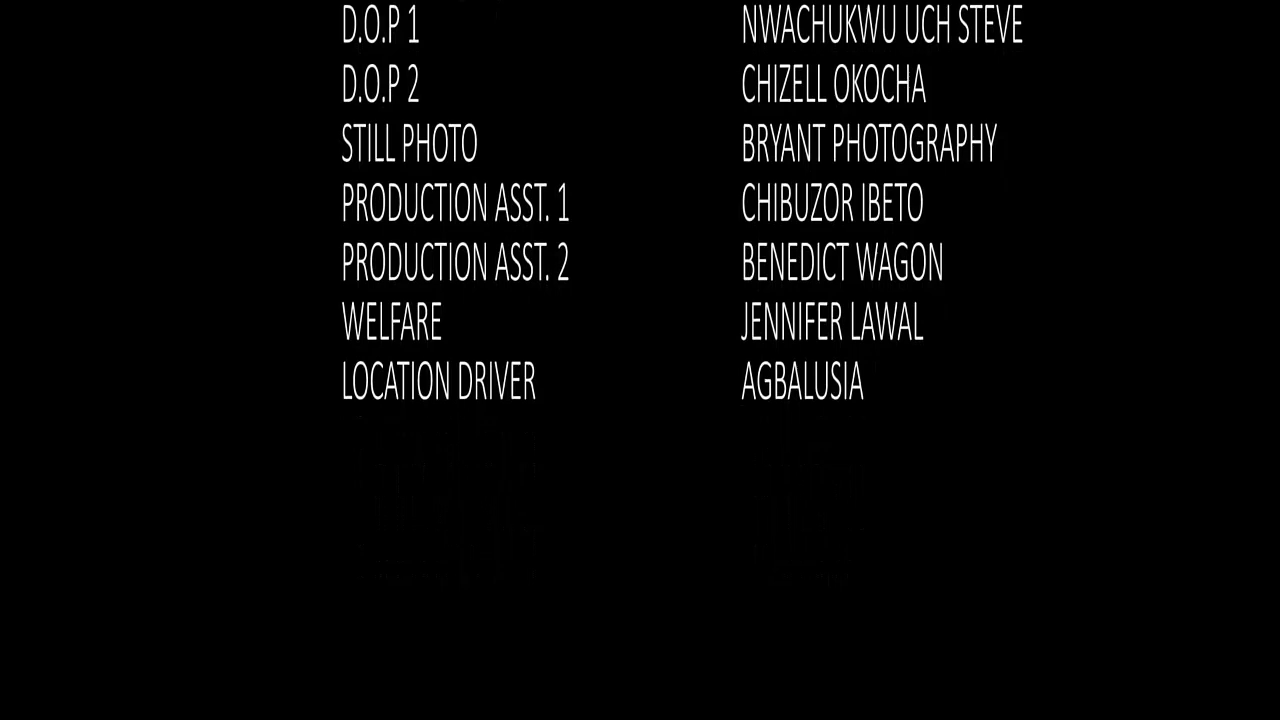 D.O.P 1 NWACHUKWU UCH STEVE
D.O.P 2 CHIZELL OKOCHA
STILL PHOTO BRYANT PHOTOGRAPHY
PRODUCTION ASST. 1 CHIBUZOR IBETO
PRODUCTION ASST. 2 BENEDICT WAGON
WELFARE JENNIFER LAWAL
LOCATION DRIVER AGBALUSIA